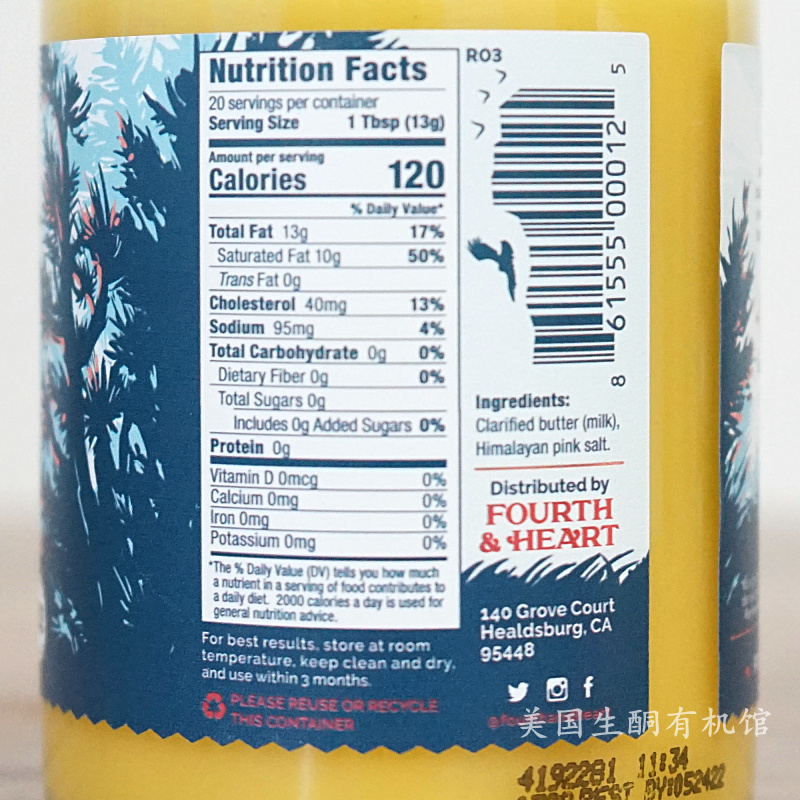 Nutrition Facts
20 servings per container
Serving Size 1 Tbsp (13g)
Amount per serving
Calories 120
% Daily Value*
Total Fat 13g 17%
Saturated Fat 10g 50%
Trans Fat 0g
Cholesterol 40mg 13%
Sodium 95mg 4%
Total Carbohydrate 0g 0%
Dietary Fiber 0g 0%
Total Sugars 0g
Includes 0g Added Sugars 0%
Protein 0g
Vitamin D 0mcg 0%
Calcium 0mg 0%
Iron 0mg 0%
Potassium 0mg 0%
*The % Daily Value (DV) tells you how much
a nutrient in a serving of food contributes to
a daily diet. 2000 calories a day is used for
general nutrition advice.
For best results, store at room
temperature, keep clean and dry,
and use within 3 months.
PLEASE REUSE OR RECYCLE
THIS CONTAINER
R03
8 61555 00012 5
Ingredients:
Clarified butter (milk),
Himalayan pink salt.
Distributed by
FOURTH
& HEART
140 Grove Court
Healdsburg, CA
95448
美国生酮有机馆
4192281 11:34
BEST BY:052422